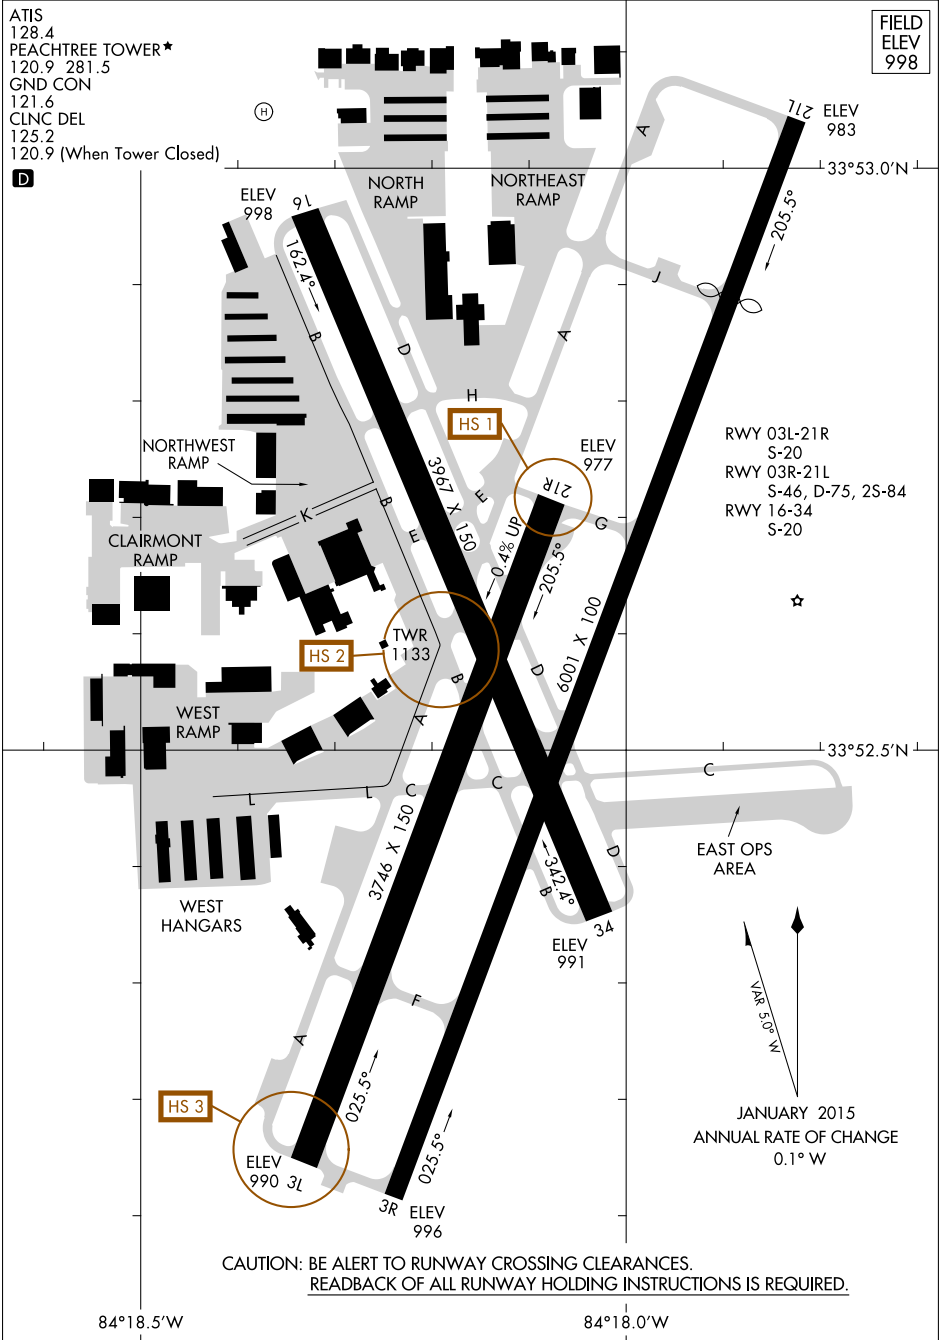 ATIS
128.4
PEACHTREE TOWER★
120.9 281.5
GND CON
121.6
CLNC DEL
125.2
120.9 (When Tower Closed)
D
FIELD
ELEV
998
H
21L
ELEV
983
A
33°53.0'N
NORTH
RAMP
NORTHEAST
RAMP
ELEV
998
16
205.5°
162.4°
J
B
D
A
H
HS 1
ELEV
977
NORTHWEST
RAMP
RWY 03L-21R
S-20
RWY 03R-21L
S-46, D-75, 2S-84
RWY 16-34
S-20
3967 X 150
21R
E
B
K
G
E
0.4% UP
205.5°
CLAIRMONT
RAMP
6001 X 100
TWR
1133
HS 2
D
B
A
WEST
RAMP
33°52.5'N
C
C
C
L
L
3746 X 150
EAST OPS
AREA
D
342.4°
B
WEST
HANGARS
34
ELEV
991
VAR 5.0° W
F
A
025.5°
HS 3
025.5°
JANUARY 2015
ANNUAL RATE OF CHANGE
0.1° W
ELEV
990
3L
3R
ELEV
996
CAUTION: BE ALERT TO RUNWAY CROSSING CLEARANCES.
READBACK OF ALL RUNWAY HOLDING INSTRUCTIONS IS REQUIRED.
84°18.5'W
84°18.0'W